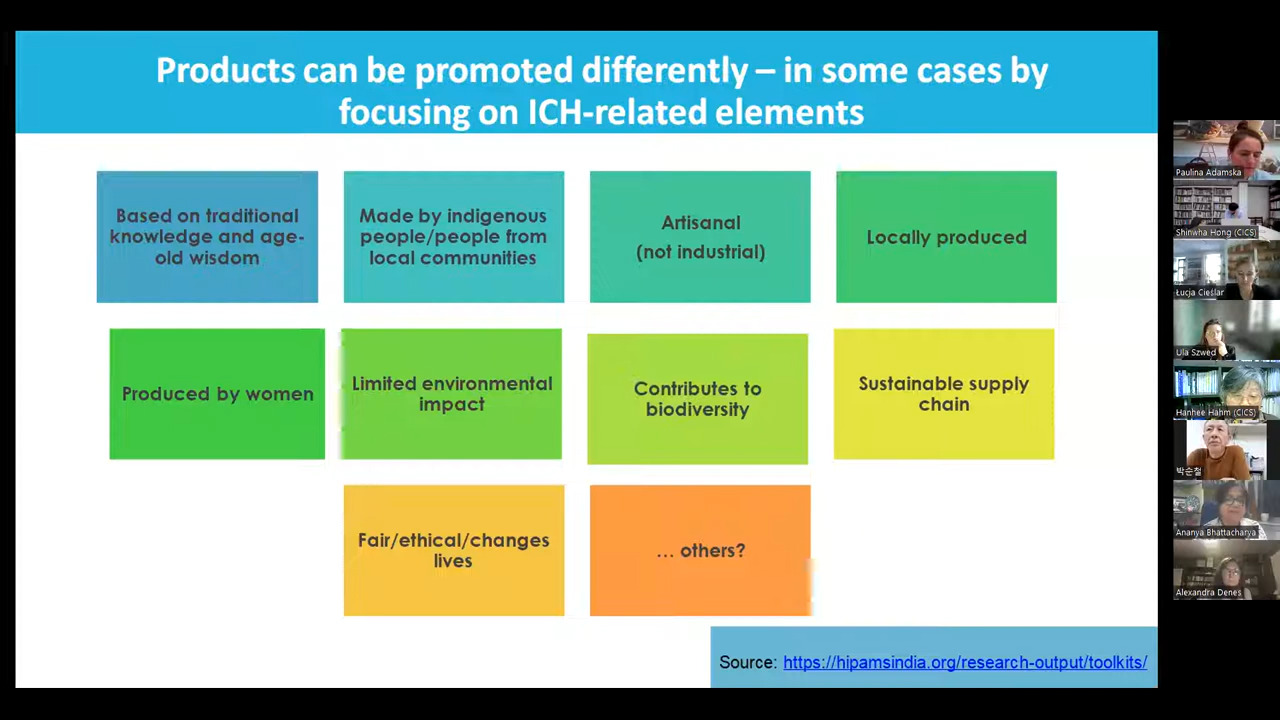 Products can be promoted differently – in some cases by
focusing on ICH-related elements
Based on traditional
knowledge and age-
old wisdom
Made by indigenous
people/people from
local communities
Artisanal
(not industrial)
Locally produced
Produced by women
Limited environmental
impact
Contributes to
biodiversity
Sustainable supply
chain
Fair/ethical/changes
lives
... others?
Source: https://hipamsindia.org/research-output/toolkits/
Paulina Adamska
Shinwha Hong (CICS)
Łucja Cieślar
Ula Szwed
Hanhee Hahm (CICS)
박순철
Ananya Bhattacharya
Alexandra Denes